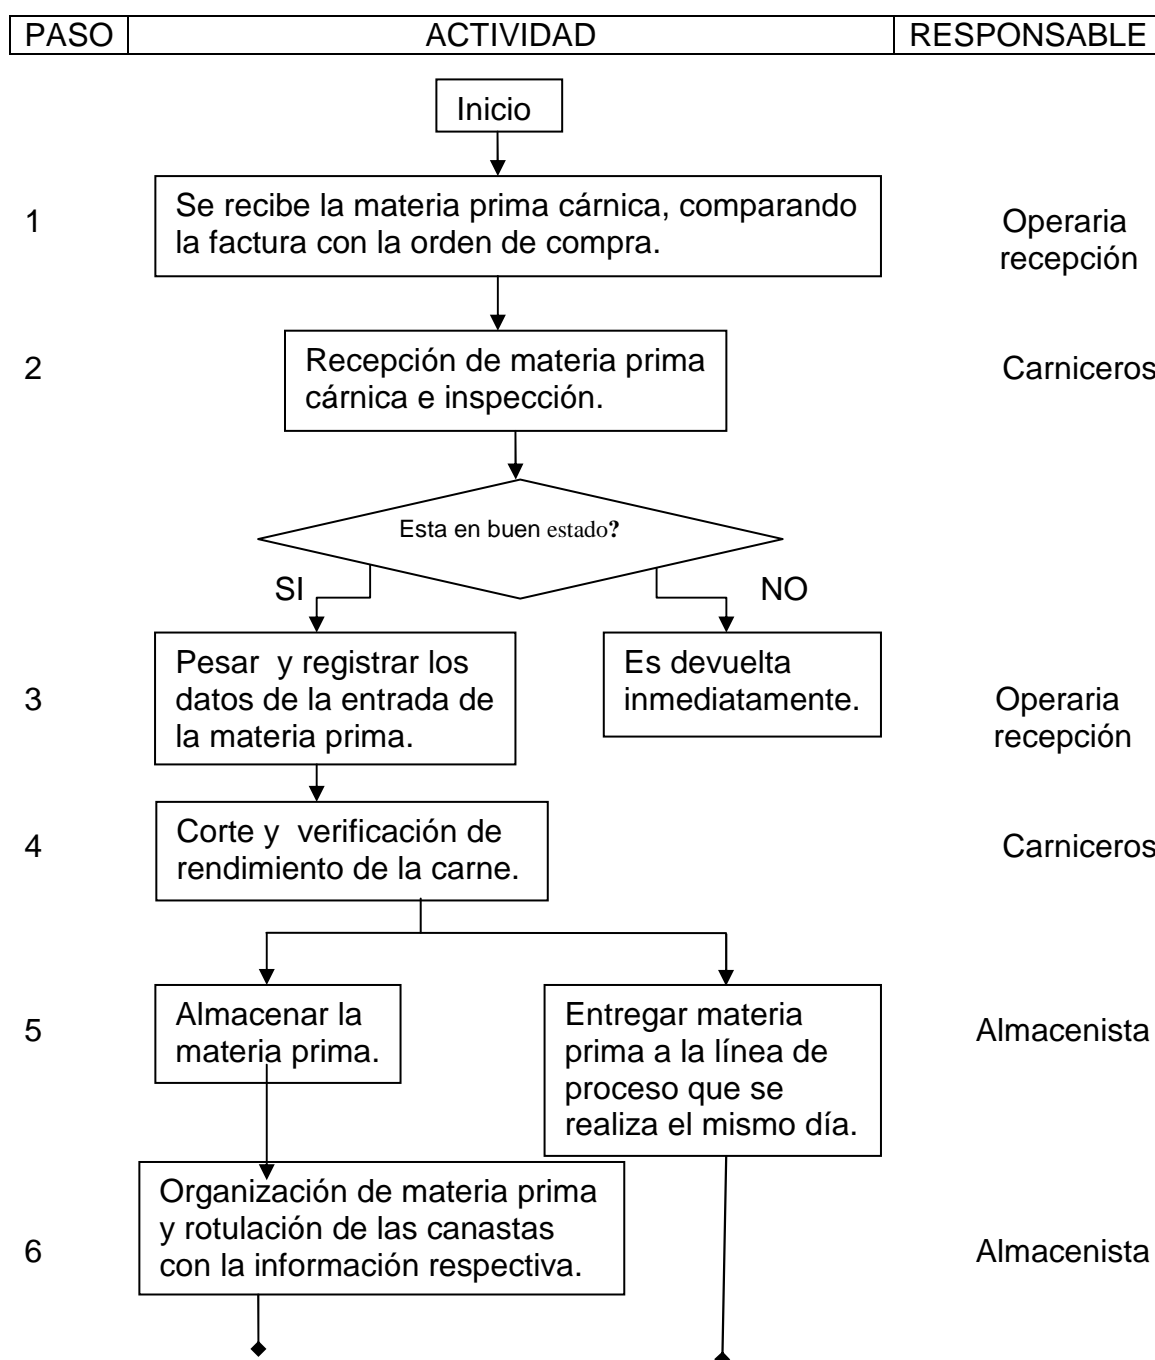 PASO ACTIVIDAD RESPONSABLE
Inicio
1
Se recibe la materia prima cárnica, comparando
la factura con la orden de compra.
Operaria
recepción
2
Recepción de materia prima
cárnica e inspección.
Carniceros
Esta en buen estado?
SI
NO
3
Pesar y registrar los
datos de la entrada de
la materia prima.
Es devuelta
inmediatamente.
Operaria
recepción
4
Corte y verificación de
rendimiento de la carne.
Carniceros
5
Almacenar la
materia prima.
Entregar materia
prima a la línea de
proceso que se
realiza el mismo día.
Almacenista
6
Organización de materia prima
y rotulación de las canastas
con la información respectiva.
Almacenista